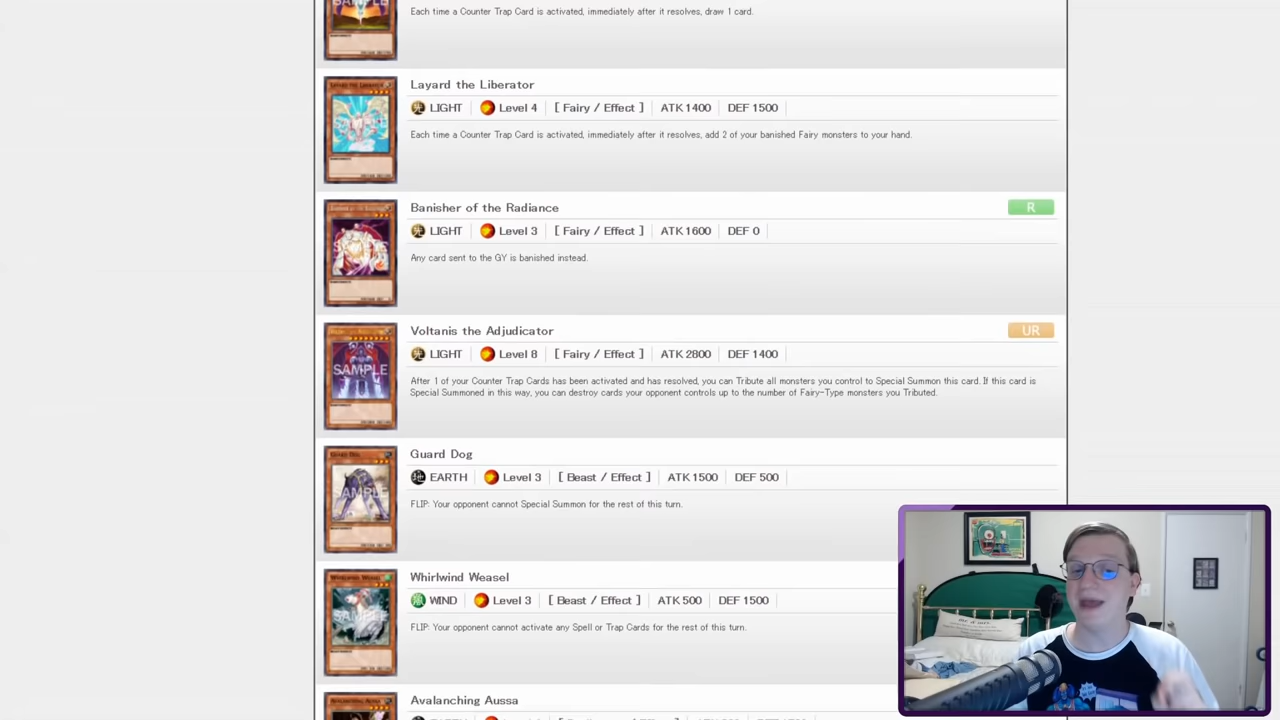 Each time a Counter Trap Card is activated, immediately after it resolves, draw 1 card.
Layard the Liberator
LIGHT Level 4 [ Fairy / Effect ] ATK 1400 DEF 1500
Each time a Counter Trap Card is activated, immediately after it resolves, add 2 of your banished Fairy monsters to your hand.
SAMPLE
Banisher of the Radiance R
LIGHT Level 3 [ Fairy / Effect ] ATK 1600 DEF 0
Any card sent to the GY is banished instead.
SAMPLE
Voltanis the Adjudicator UR
LIGHT Level 8 [ Fairy / Effect ] ATK 2800 DEF 1400
SAMPLE
After 1 of your Counter Trap Cards has been activated and has resolved, you can Tribute all monsters you control to Special Summon this card. If this card is
Special Summoned in this way, you can destroy cards your opponent controls up to the number of Fairy-Type monsters you Tributed.
Guard Dog
EARTH Level 3 [ Beast / Effect ] ATK 1500 DEF 500
SAMPLE
FLIP: Your opponent cannot Special Summon for the rest of this turn.
Whirlwind Weasel
WIND Level 3 [ Beast / Effect ] ATK 500 DEF 1500
SAMPLE
FLIP: Your opponent cannot activate any Spell or Trap Cards for the rest of this turn.
Avalanching